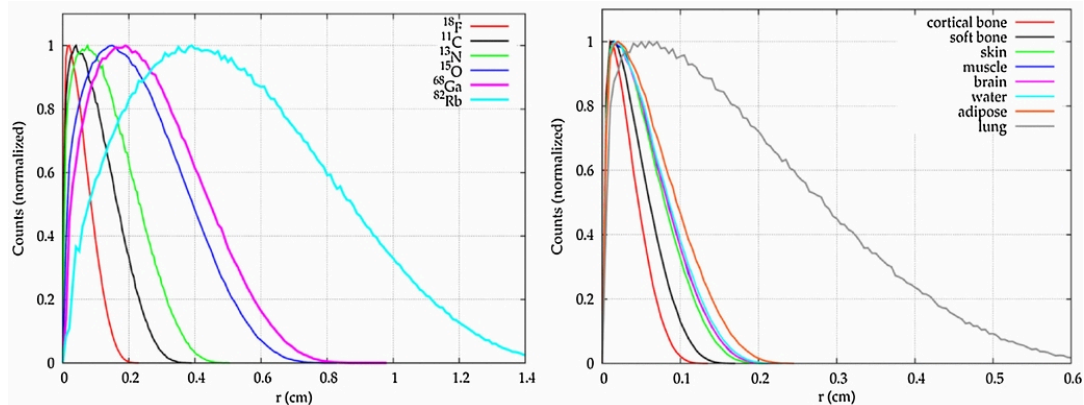 Counts (normalized)
1
0.8
0.6
0.4
0.2
0
0
0.2
0.4
0.6
0.8
1
1.2
1.4
r (cm)
¹⁸F
¹¹C
¹³N
¹⁵O
⁶⁸Ga
⁸²Rb
Counts (normalized)
1
0.8
0.6
0.4
0.2
0
0
0.1
0.2
0.3
0.4
0.5
0.6
r (cm)
cortical bone
soft bone
skin
muscle
brain
water
adipose
lung